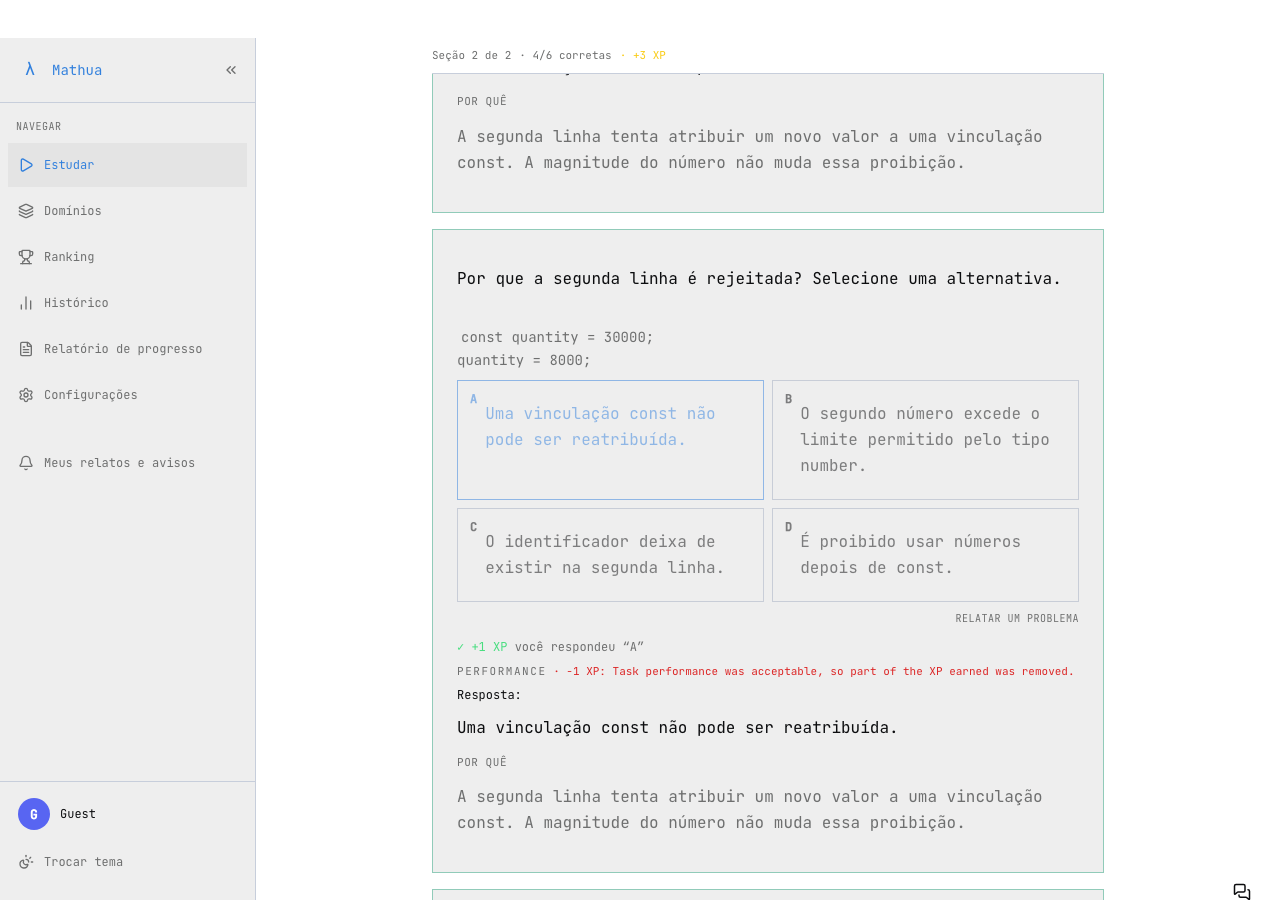 λ Mathua
NAVEGAR
Estudar
Domínios
Ranking
Histórico
Relatório de progresso
Configurações
Meus relatos e avisos
G Guest
Trocar tema
Seção 2 de 2 · 4/6 corretas · +3 XP
POR QUÊ
A segunda linha tenta atribuir um novo valor a uma vinculação
const. A magnitude do número não muda essa proibição.
Por que a segunda linha é rejeitada? Selecione uma alternativa.
const quantity = 30000;
quantity = 8000;
A
Uma vinculação const não
pode ser reatribuída.
B
O segundo número excede o
limite permitido pelo tipo
number.
C
O identificador deixa de
existir na segunda linha.
D
É proibido usar números
depois de const.
RELATAR UM PROBLEMA
✓ +1 XP você respondeu “A”
PERFORMANCE · -1 XP: Task performance was acceptable, so part of the XP earned was removed.
Resposta:
Uma vinculação const não pode ser reatribuída.
POR QUÊ
A segunda linha tenta atribuir um novo valor a uma vinculação
const. A magnitude do número não muda essa proibição.